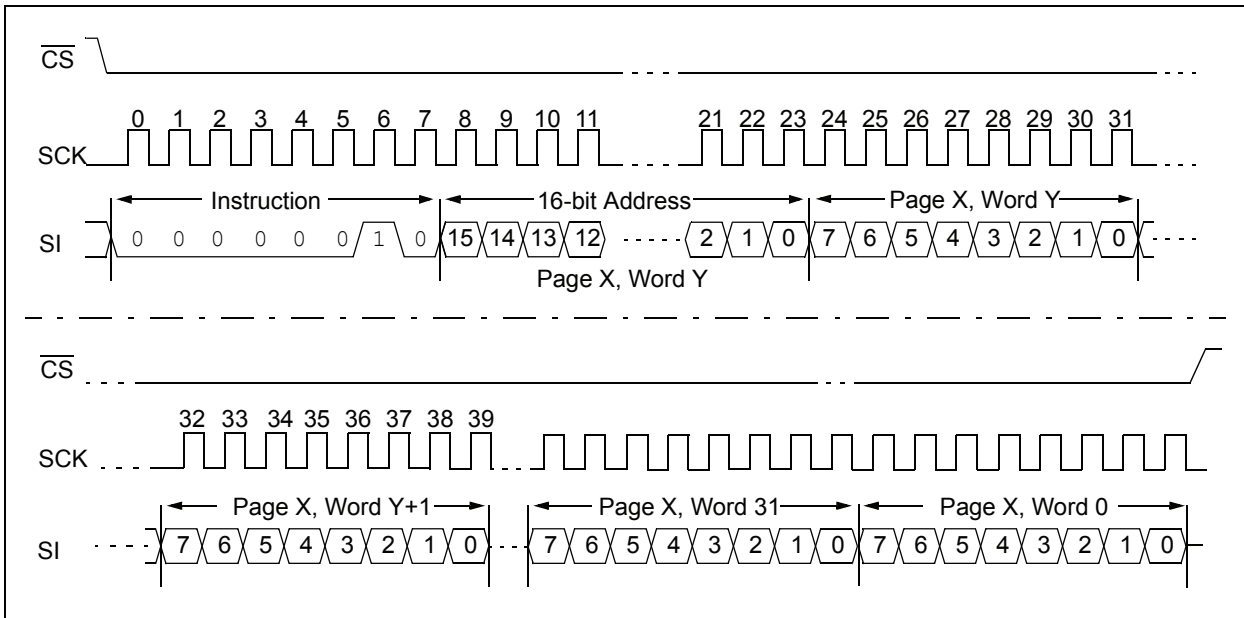 CS
0 1 2 3 4 5 6 7 8 9 10 11 21 22 23 24 25 26 27 28 29 30 31
SCK
Instruction 16-bit Address Page X, Word Y
SI 0 0 0 0 0 0 1 0 15 14 13 12 2 1 0 7 6 5 4 3 2 1 0
Page X, Word Y
CS
32 33 34 35 36 37 38 39
SCK
Page X, Word Y+1 Page X, Word 31 Page X, Word 0
SI 7 6 5 4 3 2 1 0 7 6 5 4 3 2 1 0 7 6 5 4 3 2 1 0